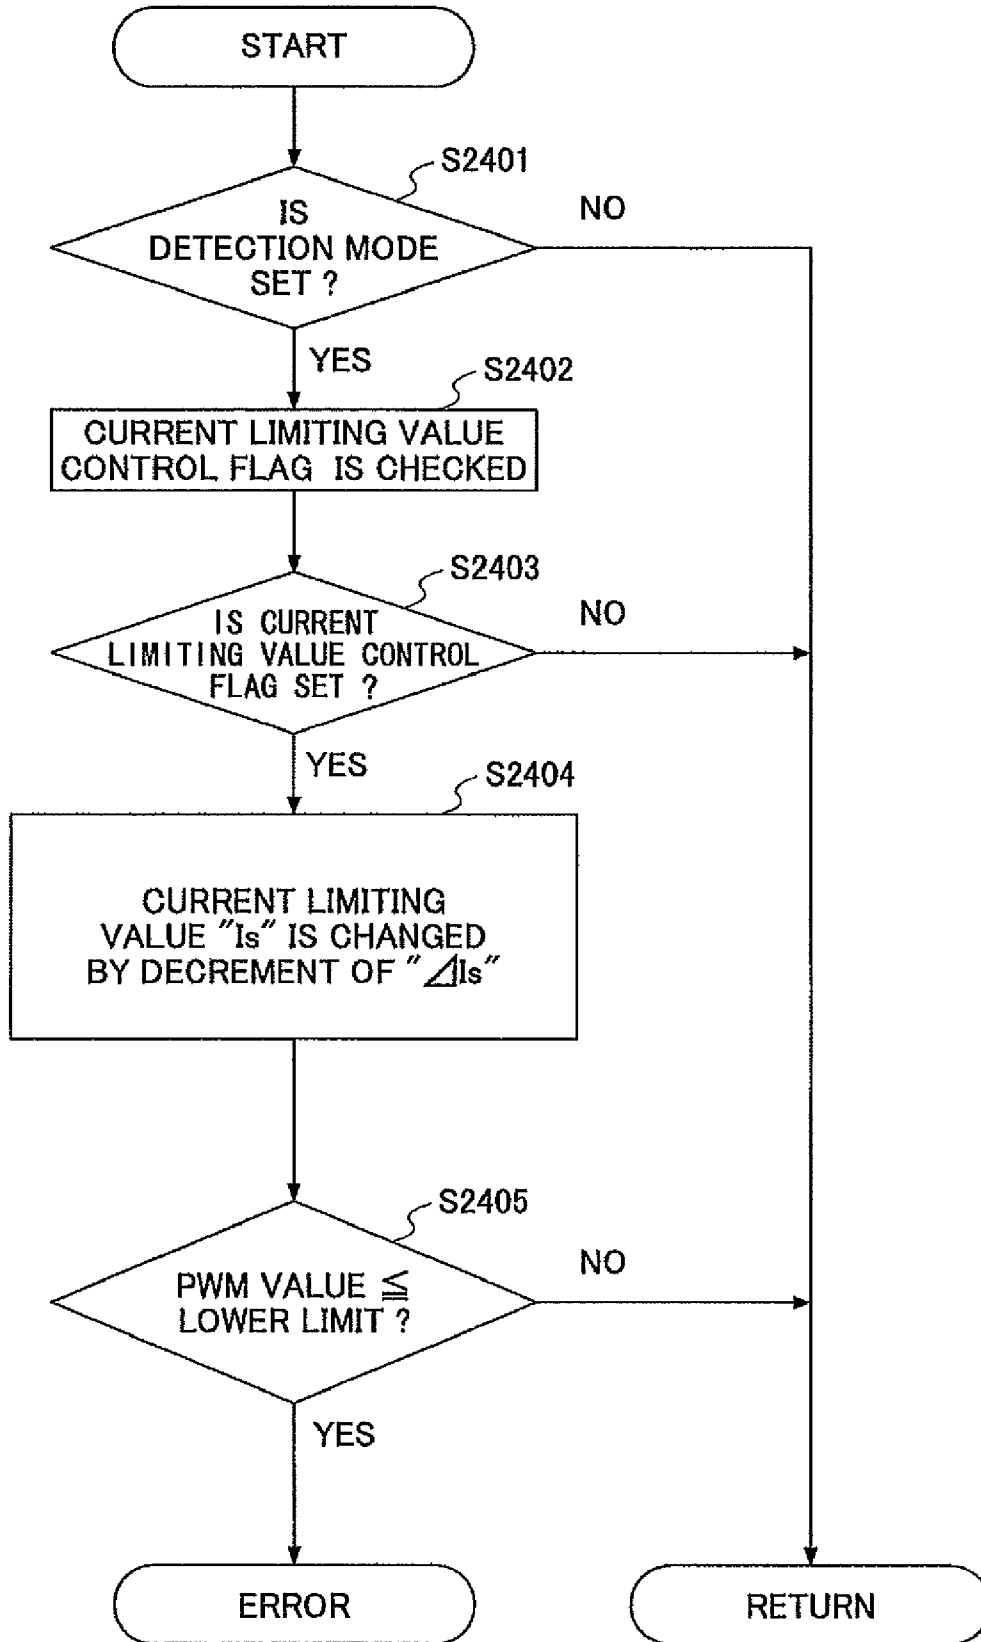 START
S2401
IS
DETECTION MODE
SET ?
NO
YES
S2402
CURRENT LIMITING VALUE
CONTROL FLAG IS CHECKED
S2403
IS CURRENT
LIMITING VALUE CONTROL
FLAG SET ?
NO
YES
S2404
CURRENT LIMITING
VALUE "Is" IS CHANGED
BY DECREMENT OF "⊿Is"
S2405
PWM VALUE ≦
LOWER LIMIT ?
NO
YES
ERROR
RETURN